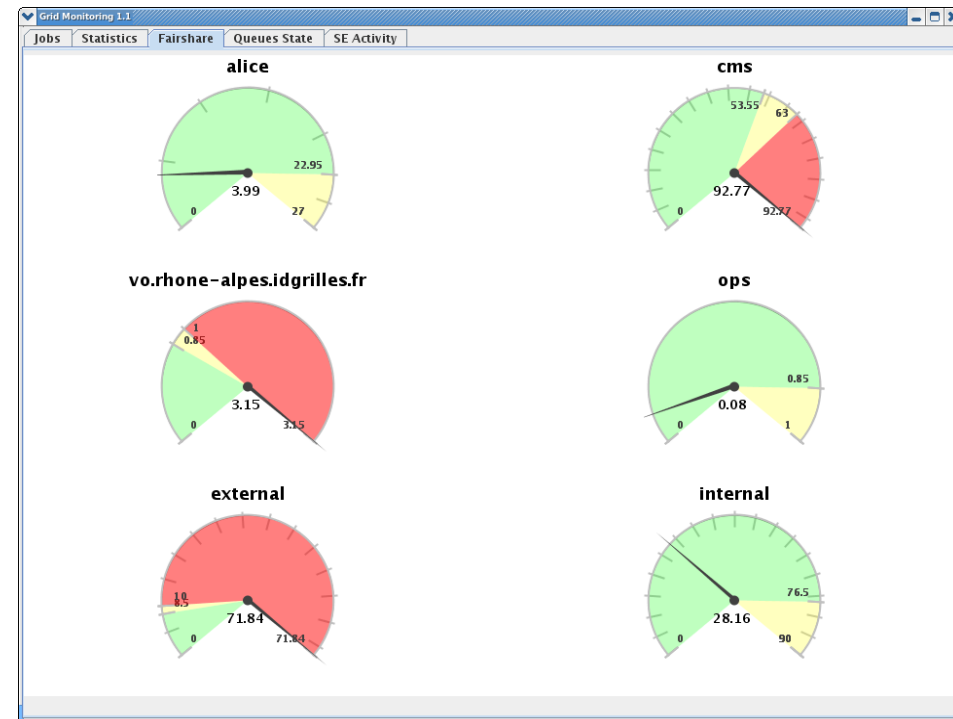 Grid Monitoring 1.1
Jobs Statistics Fairshare Queues State SE Activity
alice
22.95
3.99
0 27
cms
53.55 63
92.77
0 92.77
vo.rhone-alpes.idgrilles.fr
1
0.85
3.15
0 3.15
ops
0.85
0.08
0 1
external
10
8.5
71.84
0 71.84
internal
76.5
28.16
0 90